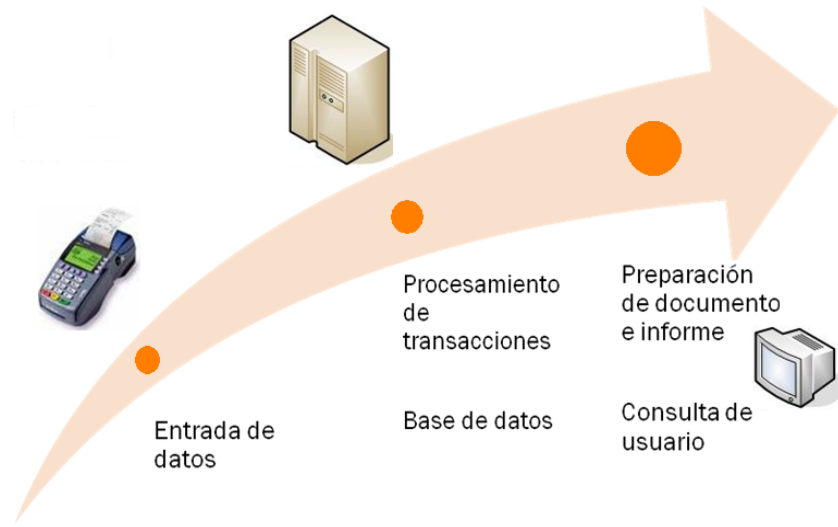 Entrada de
datos
Procesamiento
de
transacciones
Base de datos
Preparación
de documento
e informe
Consulta de
usuario